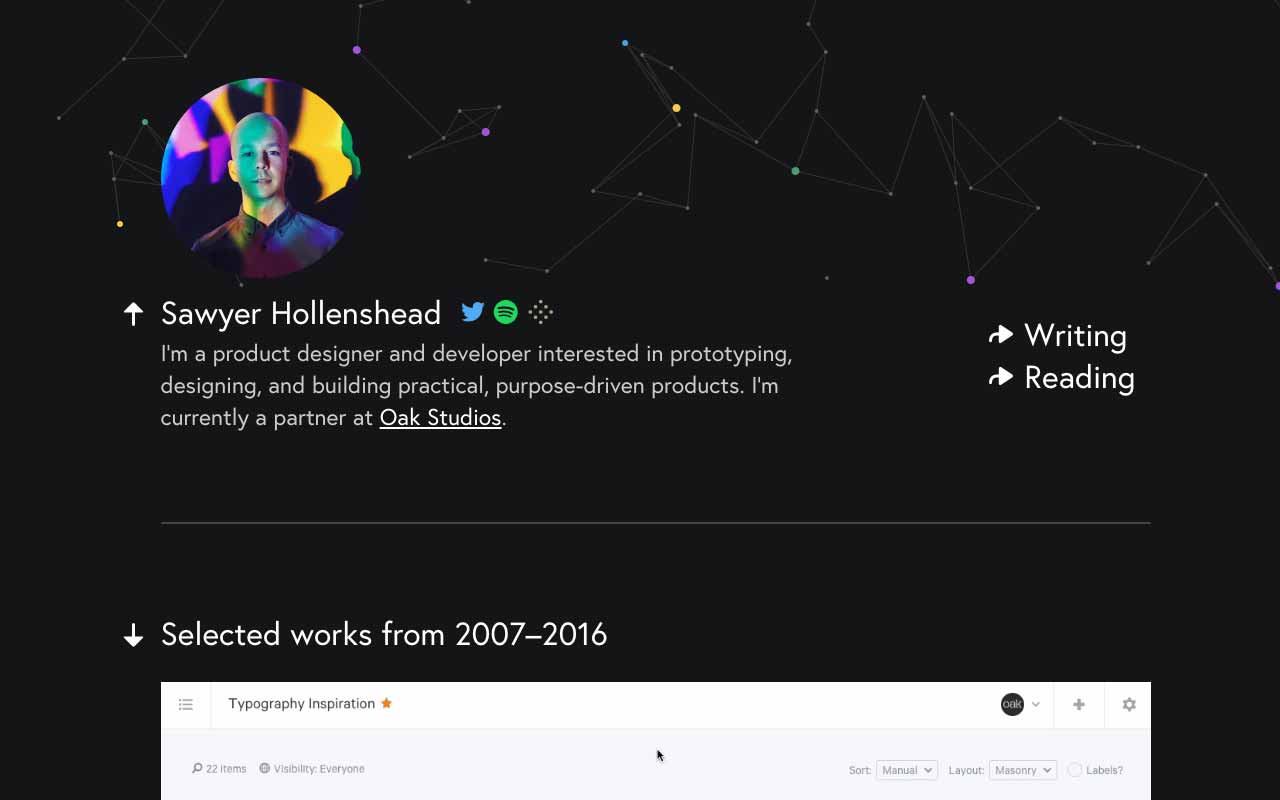 Sawyer Hollenshead
I'm a product designer and developer interested in prototyping,
designing, and building practical, purpose-driven products. I'm
currently a partner at Oak Studios.
Writing
Reading
Selected works from 2007–2016
Typography Inspiration
oak
22 items
Visibility: Everyone
Sort: Manual
Layout: Masonry
Labels?